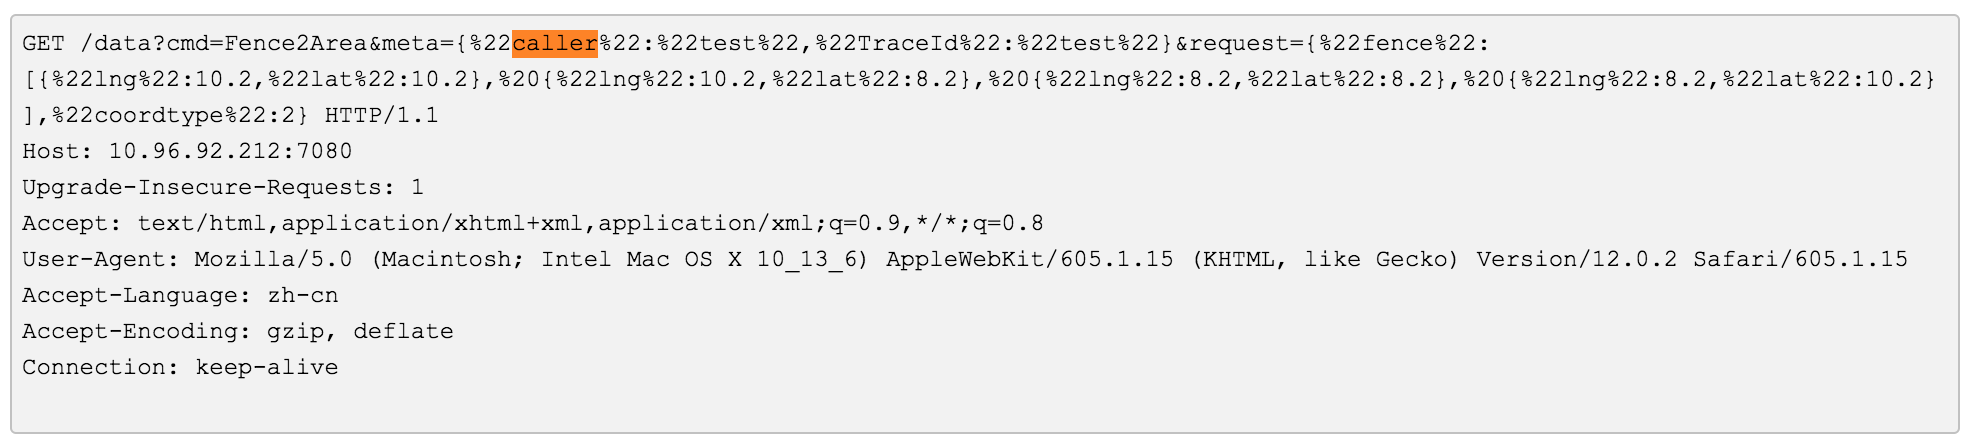 GET /data?cmd=Fence2Area&meta={%22caller%22:%22test%22,%22TraceId%22:%22test%22}&request={%22fence%22:
[{%22lng%22:10.2,%22lat%22:10.2},%20{%22lng%22:10.2,%22lat%22:8.2},%20{%22lng%22:8.2,%22lat%22:8.2},%20{%22lng%22:8.2,%22lat%22:10.2}
],%22coordtype%22:2} HTTP/1.1
Host: 10.96.92.212:7080
Upgrade-Insecure-Requests: 1
Accept: text/html,application/xhtml+xml,application/xml;q=0.9,*/*;q=0.8
User-Agent: Mozilla/5.0 (Macintosh; Intel Mac OS X 10_13_6) AppleWebKit/605.1.15 (KHTML, like Gecko) Version/12.0.2 Safari/605.1.15
Accept-Language: zh-cn
Accept-Encoding: gzip, deflate
Connection: keep-alive